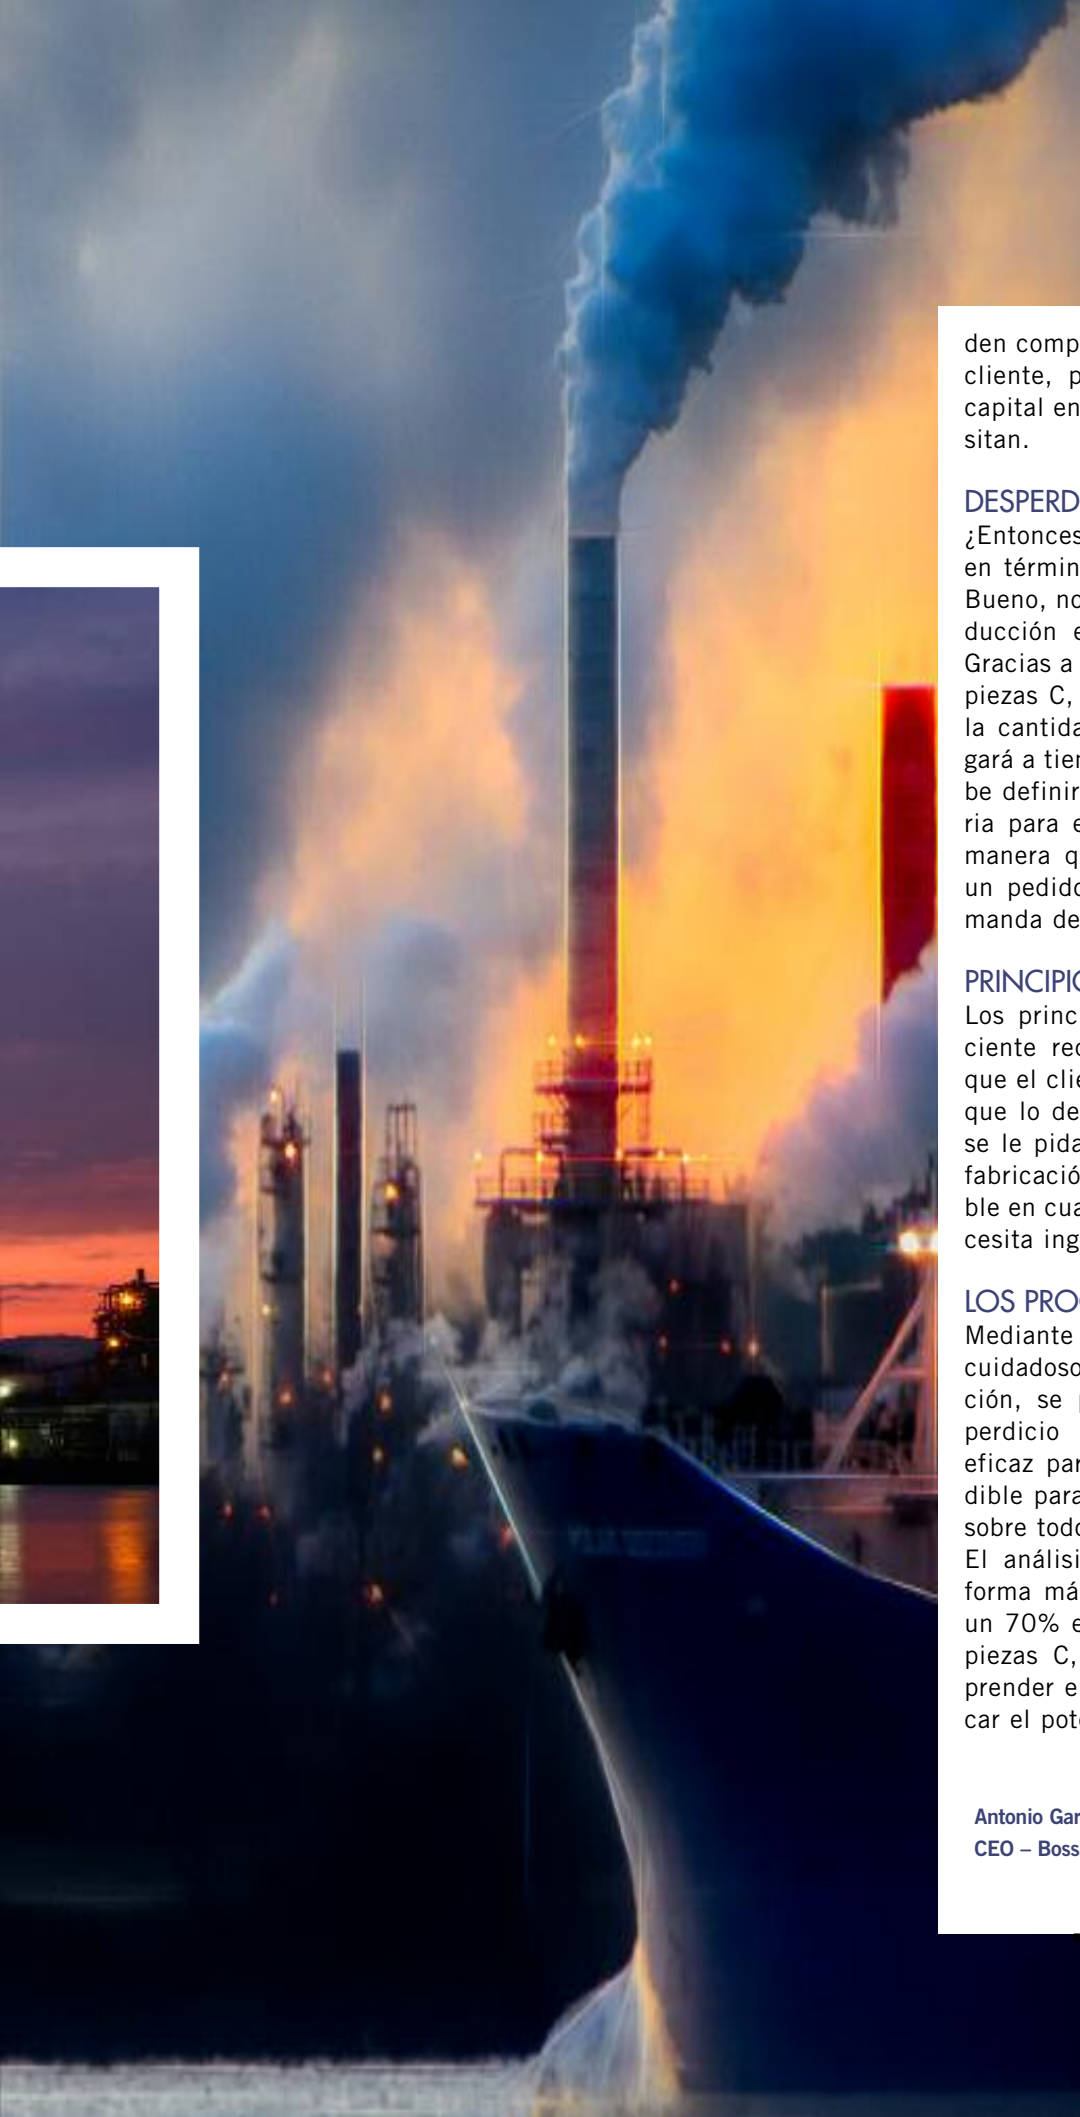 den comp
cliente, p
capital en
sitan.
DESPERD
¿Entonces
en términ
Bueno, no
ducción e
Gracias a
piezas C,
la cantida
gará a tien
be definir
ria para e
manera q
un pedido
manda de
PRINCIPIO
Los princ
ciente rec
que el clie
que lo de
se le pida
fabricació
ble en cua
cesita ing
LOS PRO
Mediante
cuidadoso
ción, se p
perdicio
eficaz par
dible para
sobre todo
El análisi
forma má
un 70% e
piezas C,
prender e
car el pot
Antonio Gar
CEO – Boss